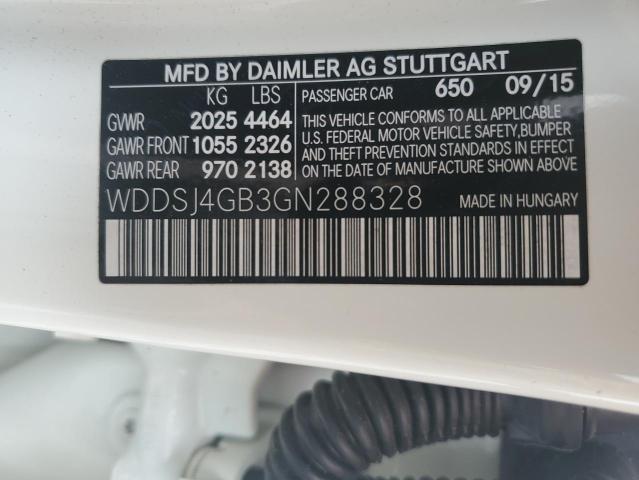 MFD BY DAIMLER AG STUTTGART
KG LBS PASSENGER CAR 650 09/15
GVWR 2025 4464
GAWR FRONT 1055 2326
GAWR REAR 970 2138
THIS VEHICLE CONFORMS TO ALL APPLICABLE
U.S. FEDERAL MOTOR VEHICLE SAFETY,BUMPER
AND THEFT PREVENTION STANDARDS IN EFFECT
ON THE DATE OF MANUFACTURE SHOWN ABOVE.
WDDSJ4GB3GN288328 MADE IN HUNGARY